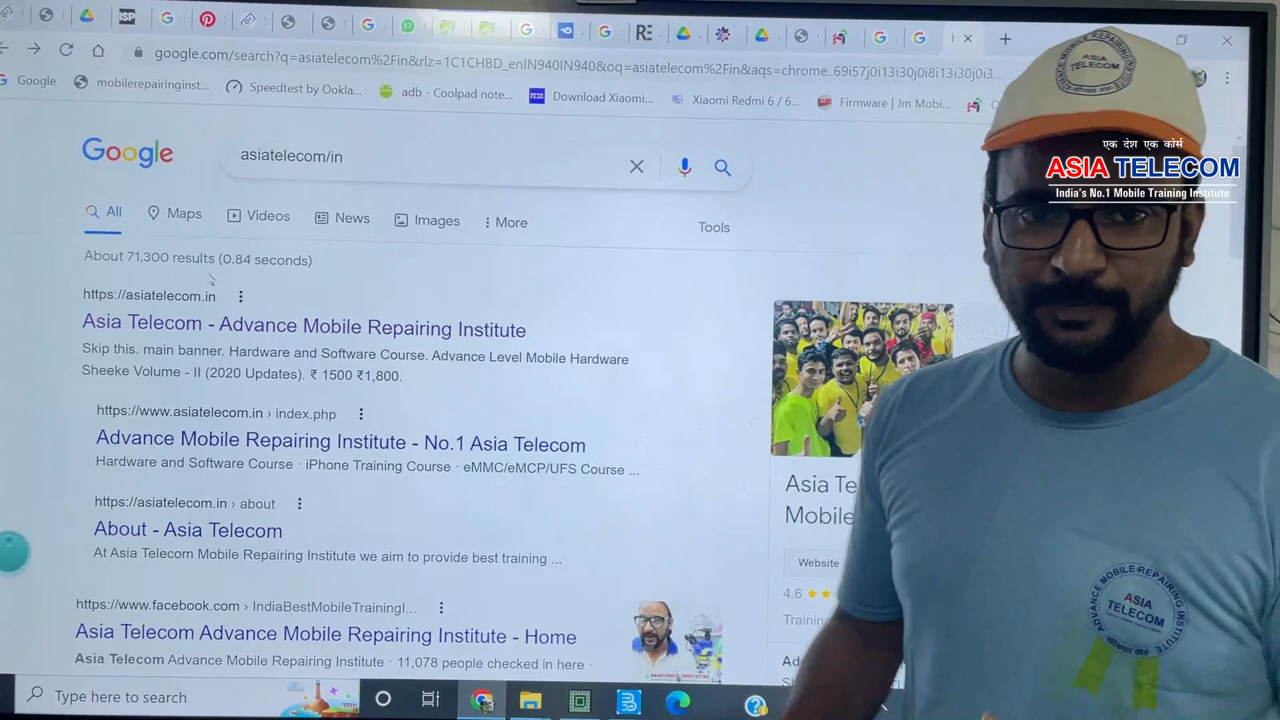 google.com/search?q=asiatelecom%2Fin&rlz=1C1CHBD_enIN940IN940&oq=asiatelecom%2Fin&aqs=chrome..69i57j0i13i30j0i8i13i30j0i3...
Google
mobilerepairinginst...
Speedtest by Ookla...
adb - Coolpad note...
Download Xiaomi...
Xiaomi Redmi 6 / 6...
Firmware | Jm Mobi...
Google
asiatelecom/in
All
Maps
Videos
News
Images
More
Tools
About 71,300 results (0.84 seconds)
https://asiatelecom.in
Asia Telecom - Advance Mobile Repairing Institute
Skip this. main banner. Hardware and Software Course. Advance Level Mobile Hardware
Sheeke Volume - II (2020 Updates). ₹ 1500 ₹1,800.
https://www.asiatelecom.in › index.php
Advance Mobile Repairing Institute - No.1 Asia Telecom
Hardware and Software Course · iPhone Training Course · eMMC/eMCP/UFS Course ...
https://asiatelecom.in › about
About - Asia Telecom
At Asia Telecom Mobile Repairing Institute we aim to provide best training ...
https://www.facebook.com › IndiaBestMobileTrainingI...
Asia Telecom Advance Mobile Repairing Institute - Home
Asia Telecom Advance Mobile Repairing Institute · 11,078 people checked in here ·
Asia Te
Mobile
Website
4.6
Training
Type here to search
ASIA
TELECOM
एक देश एक कोर्स
ASIA TELECOM
India's No.1 Mobile Training Institute
ADVANCE MOBILE REPAIRING INSTITUTE
ASIA
TELECOM